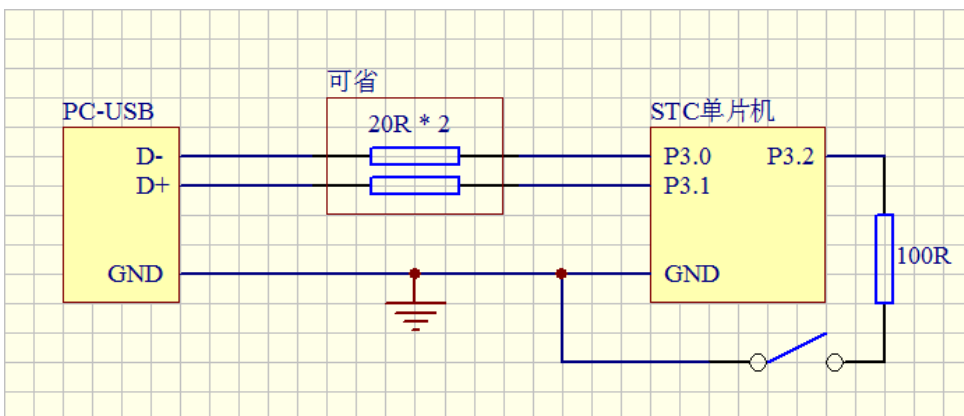 可省
PC-USB
20R * 2
STC单片机
D-
P3.0
P3.2
D+
P3.1
100R
GND
GND